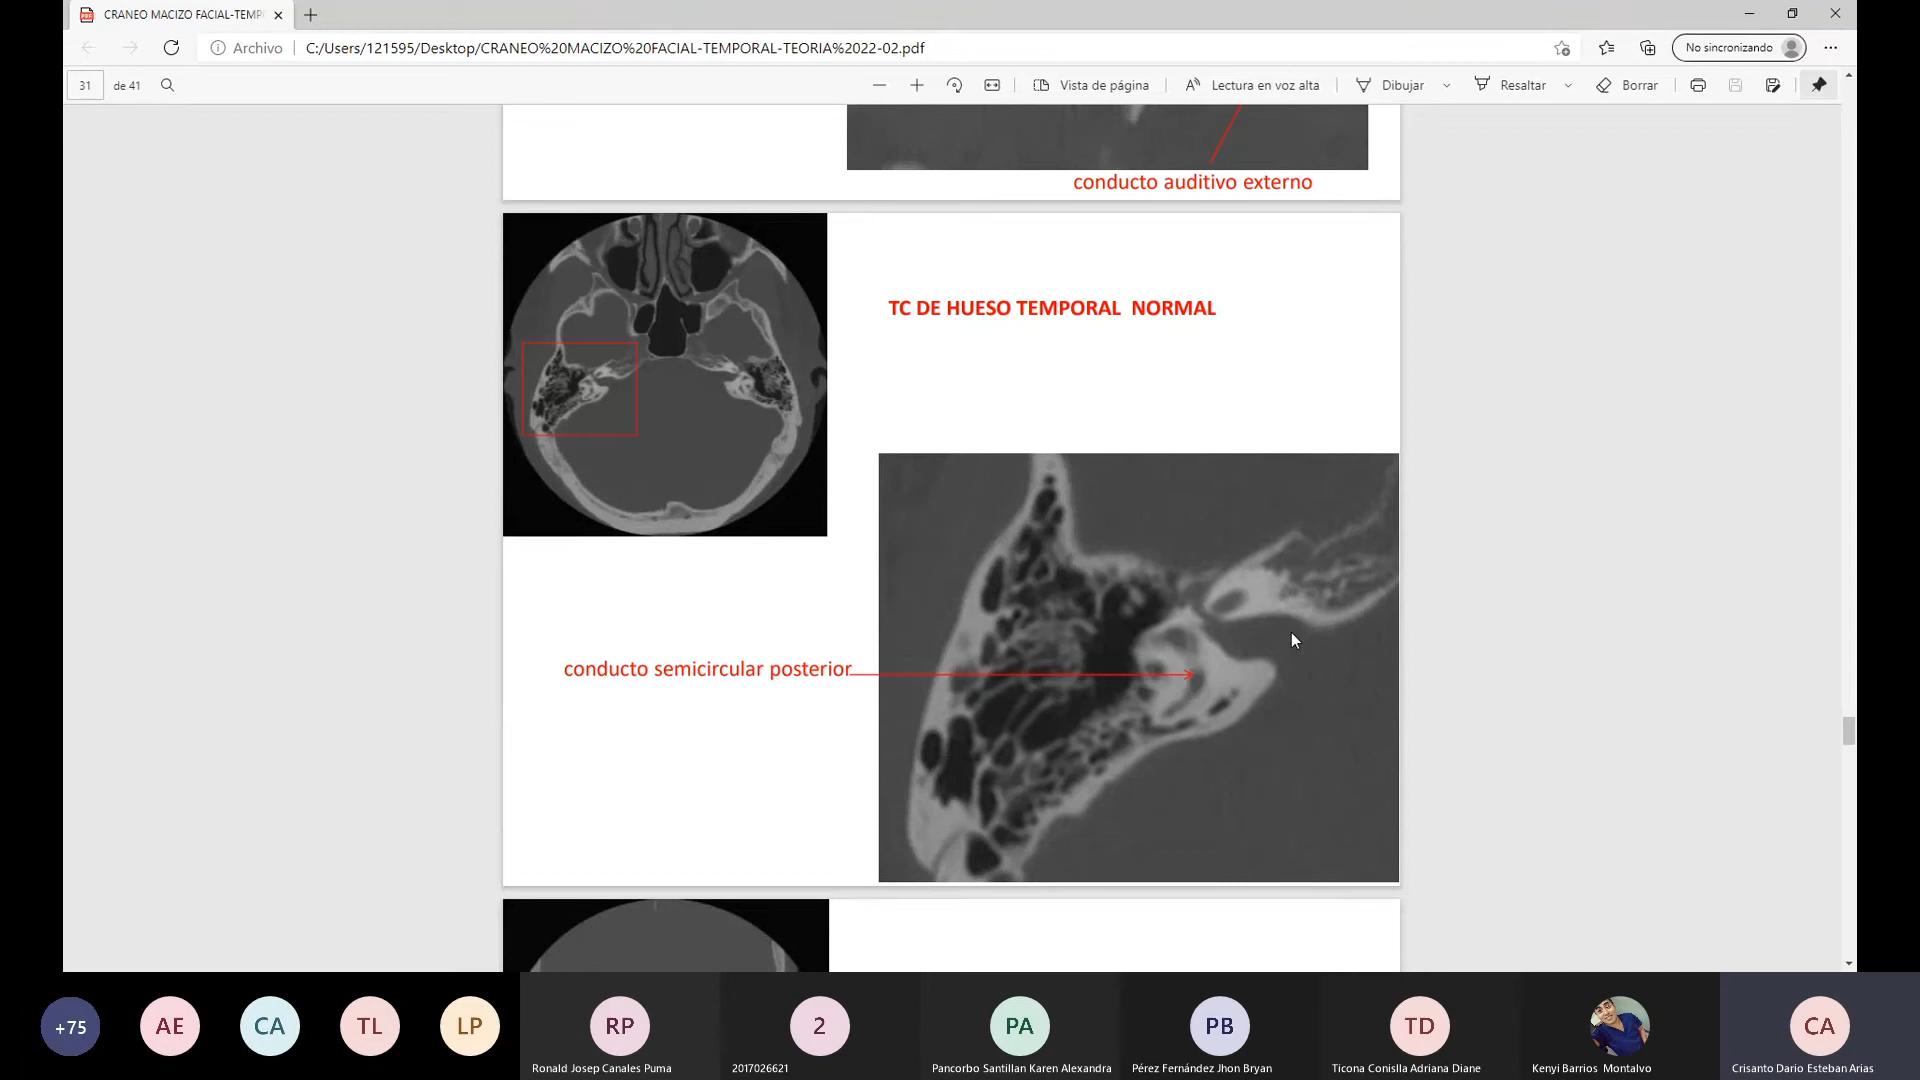 CRANEO MACIZO FACIAL-TEMP
Archivo
C:/Users/121595/Desktop/CRANEO%20MACIZO%20FACIAL-TEMPORAL-TEORIA%2022-02.pdf
No sincronizando
31 de 41
Vista de página
Lectura en voz alta
Dibujar
Resaltar
Borrar
conducto auditivo externo
TC DE HUESO TEMPORAL NORMAL
conducto semicircular posterior
+75
AE
CA
TL
LP
RP
2
PA
PB
TD
CA
Ronald Josep Canales Puma
2017026621
Pancorbo Santillan Karen Alexandra
Pérez Fernández Jhon Bryan
Ticona Conislla Adriana Diane
Kenyi Barrios Montalvo
Crisanto Dario Esteban Arias